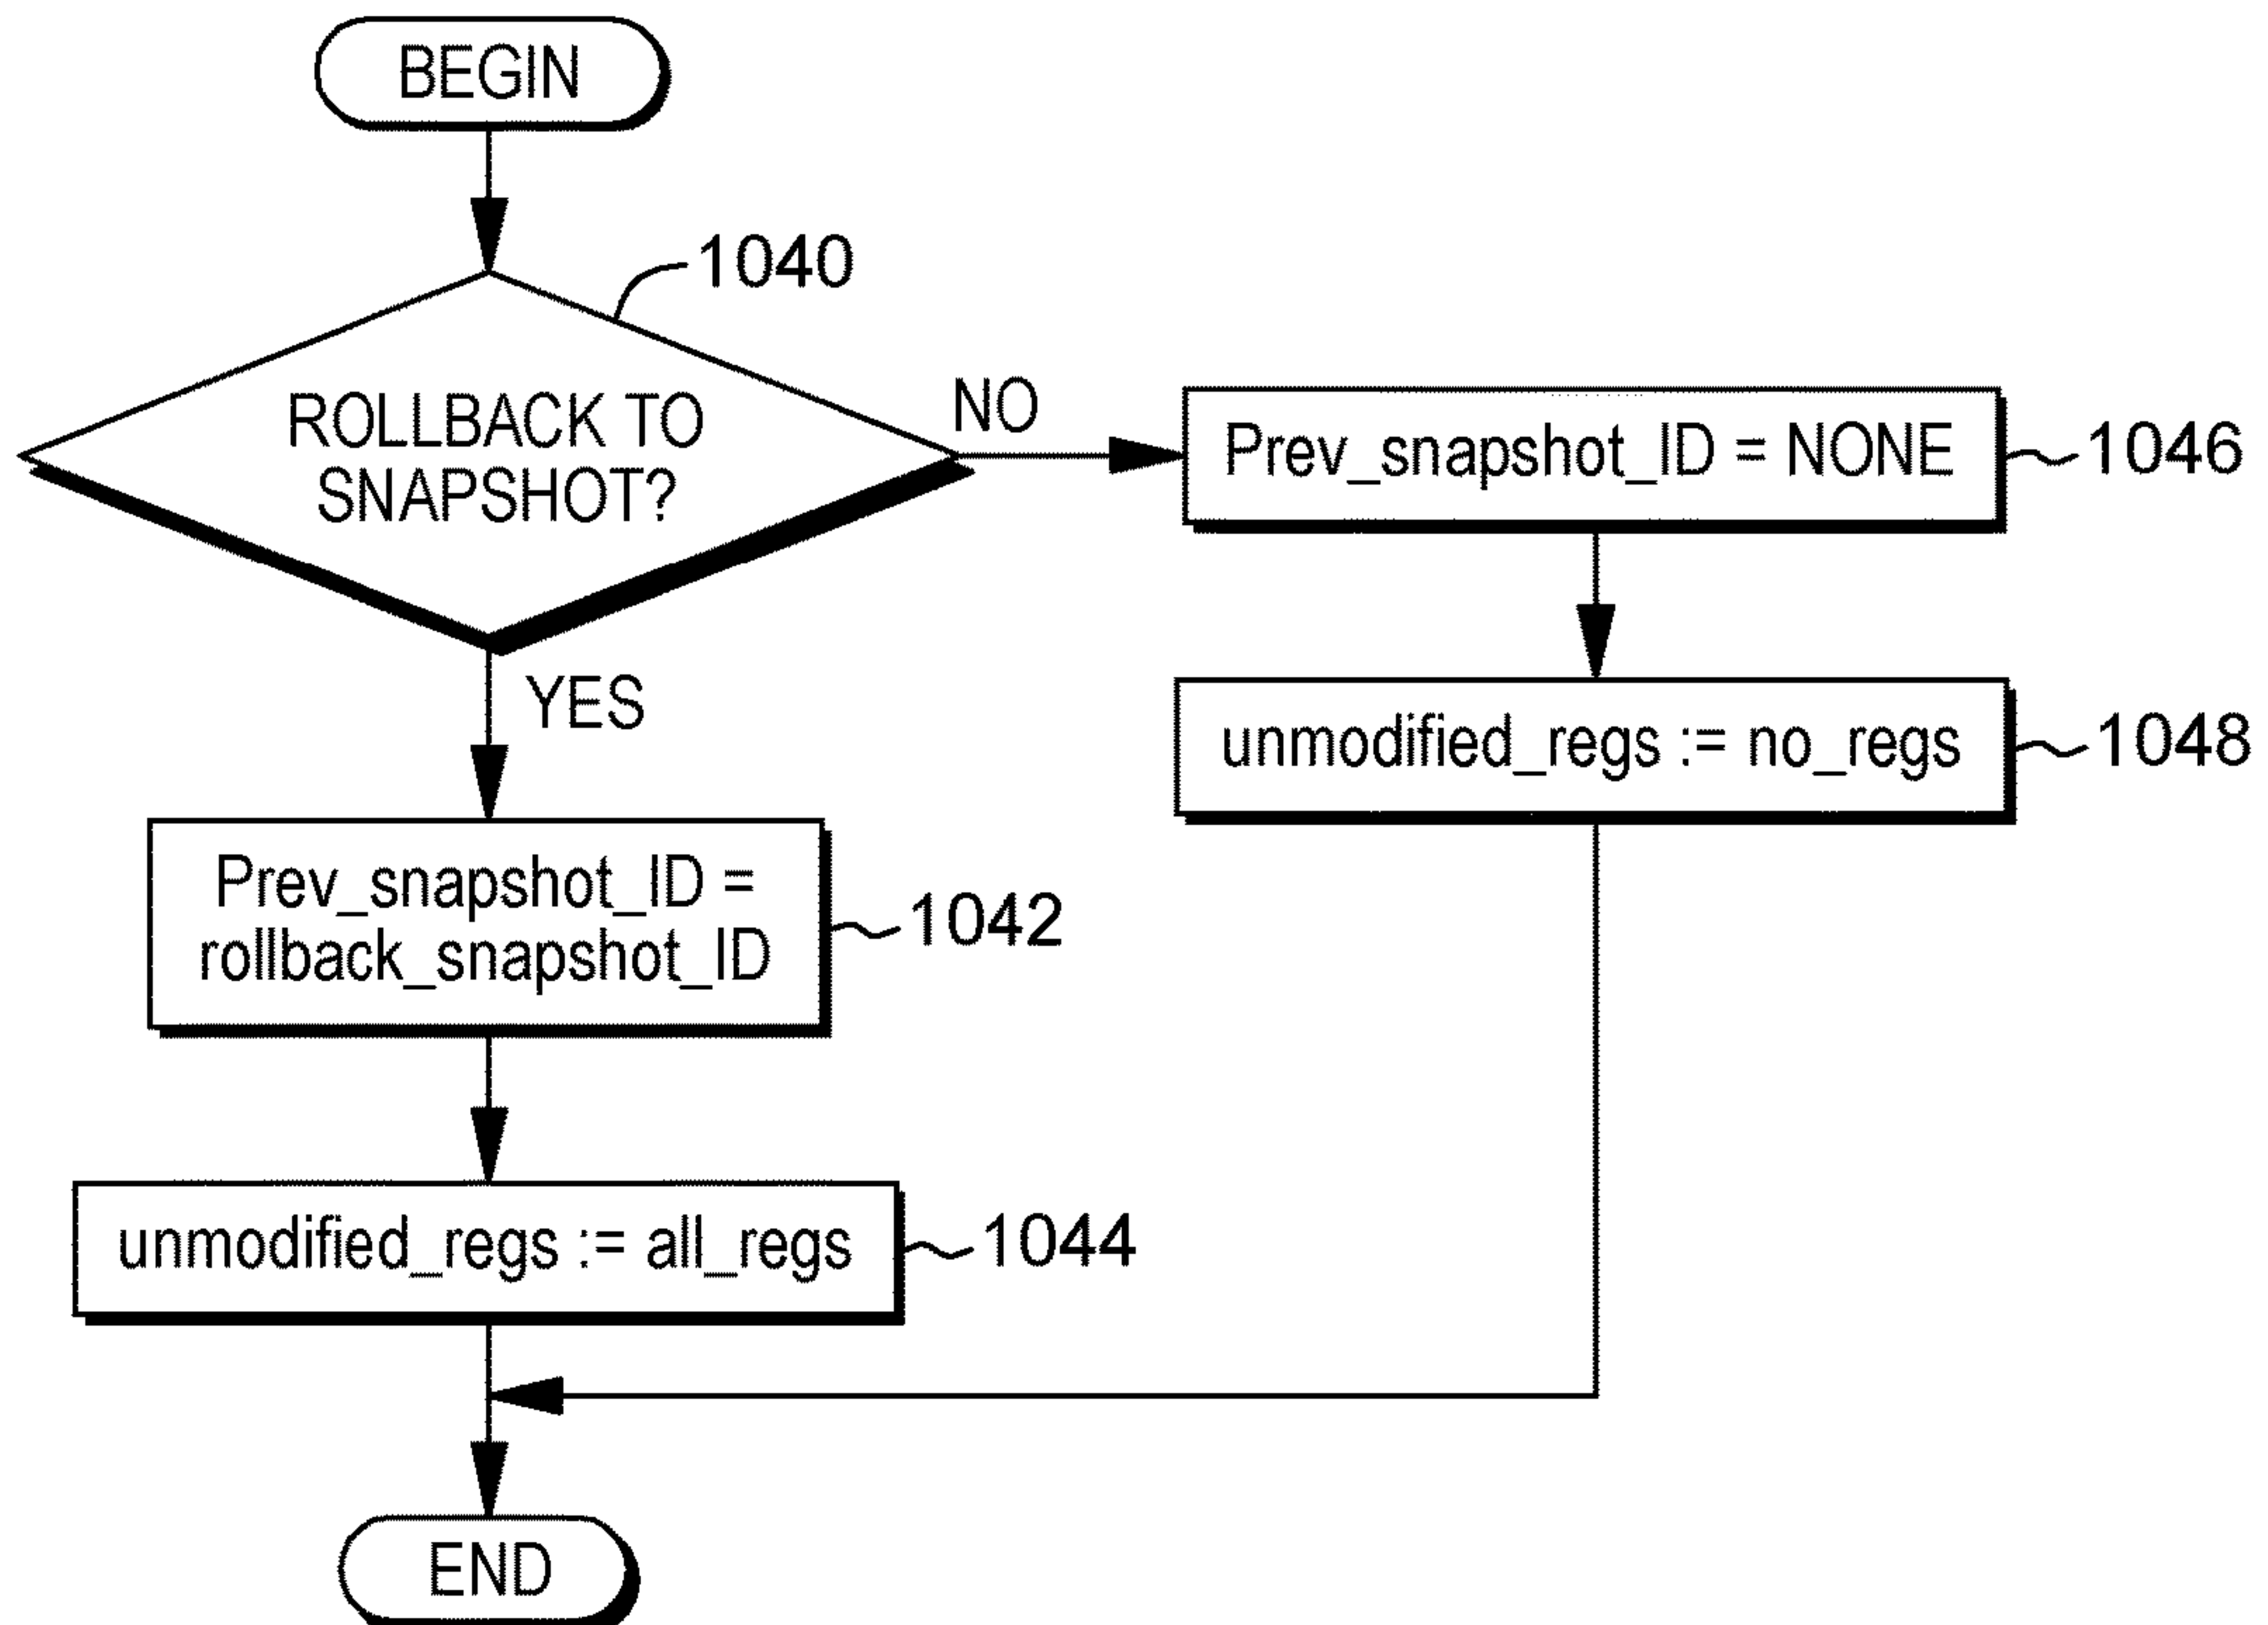 BEGIN
1040
ROLLBACK TO
SNAPSHOT?
NO
Prev_snapshot_ID = NONE
1046
YES
unmodified_regs := no_regs
1048
Prev_snapshot_ID =
rollback_snapshot_ID
1042
unmodified_regs := all_regs
1044
END